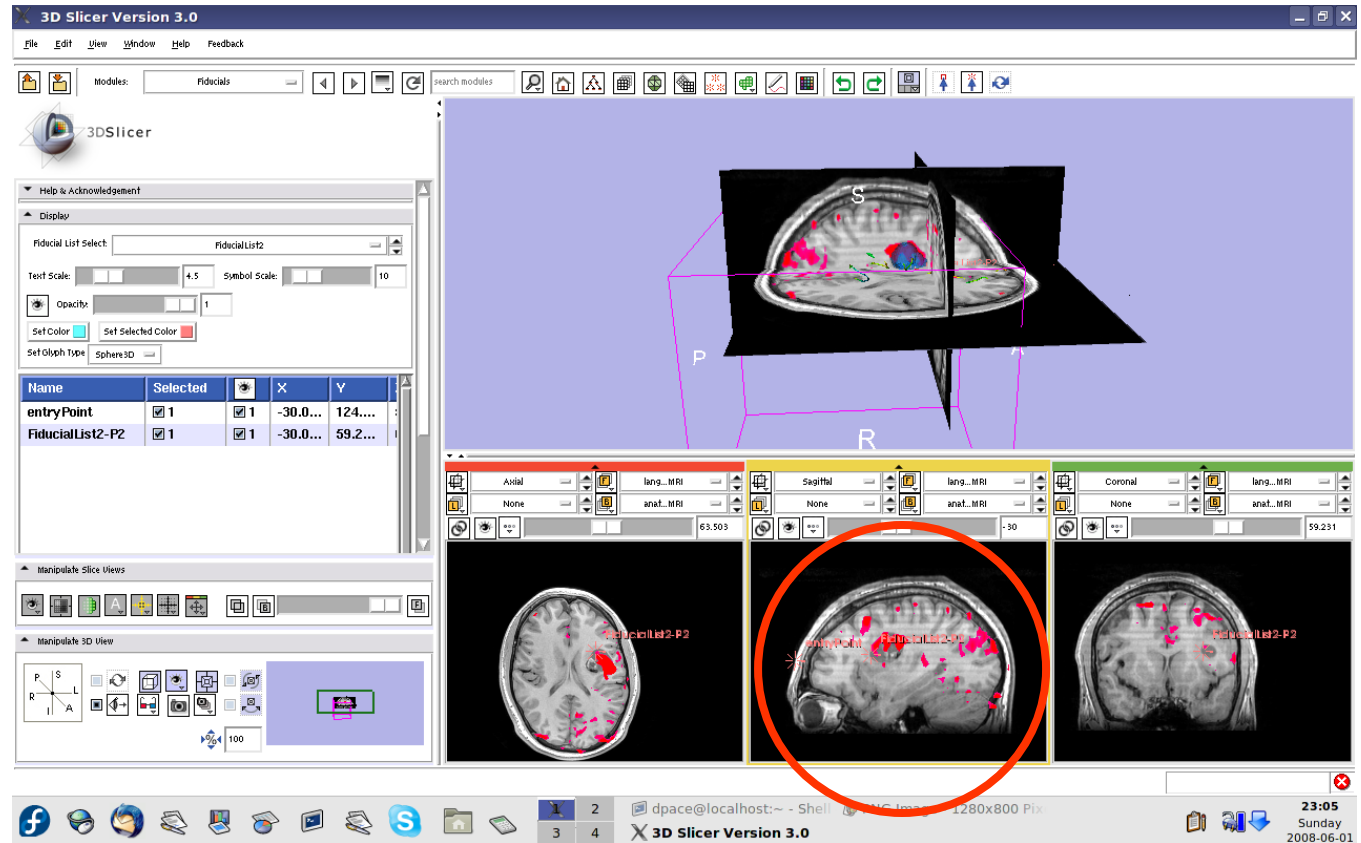 3D Slicer Version 3.0
File Edit View Window Help Feedback
Modules: Fiducials search modules
3DSlicer
Help & Acknowledgement
Display
Fiducial List Select: FiducialList2
Text Scale: 4.5 Symbol Scale: 10
Opacity: 1
Set Color Set Selected Color
Set Glyph Type Sphere3D
Name Selected X Y
entryPoint 1 1 -30.0... 124....
FiducialList2-P2 1 1 -30.0... 59.2...
Manipulate Slice Views
Manipulate 3D View
P S
R L
I A
100
S
P
A
R
Axial lang...MRI
None anat...MRI
63.503
FiducialList2-P2
Sagittal lang...MRI
None anat...MRI
-30
entryPoint
Coronal lang...MRI
None anat...MRI
59.231
FiducialList2-P2
1 2
3 4
dpace@localhost:~ - Shell
PNG Image - 1280x800 Pix
3D Slicer Version 3.0
23:05
Sunday
2008-06-01